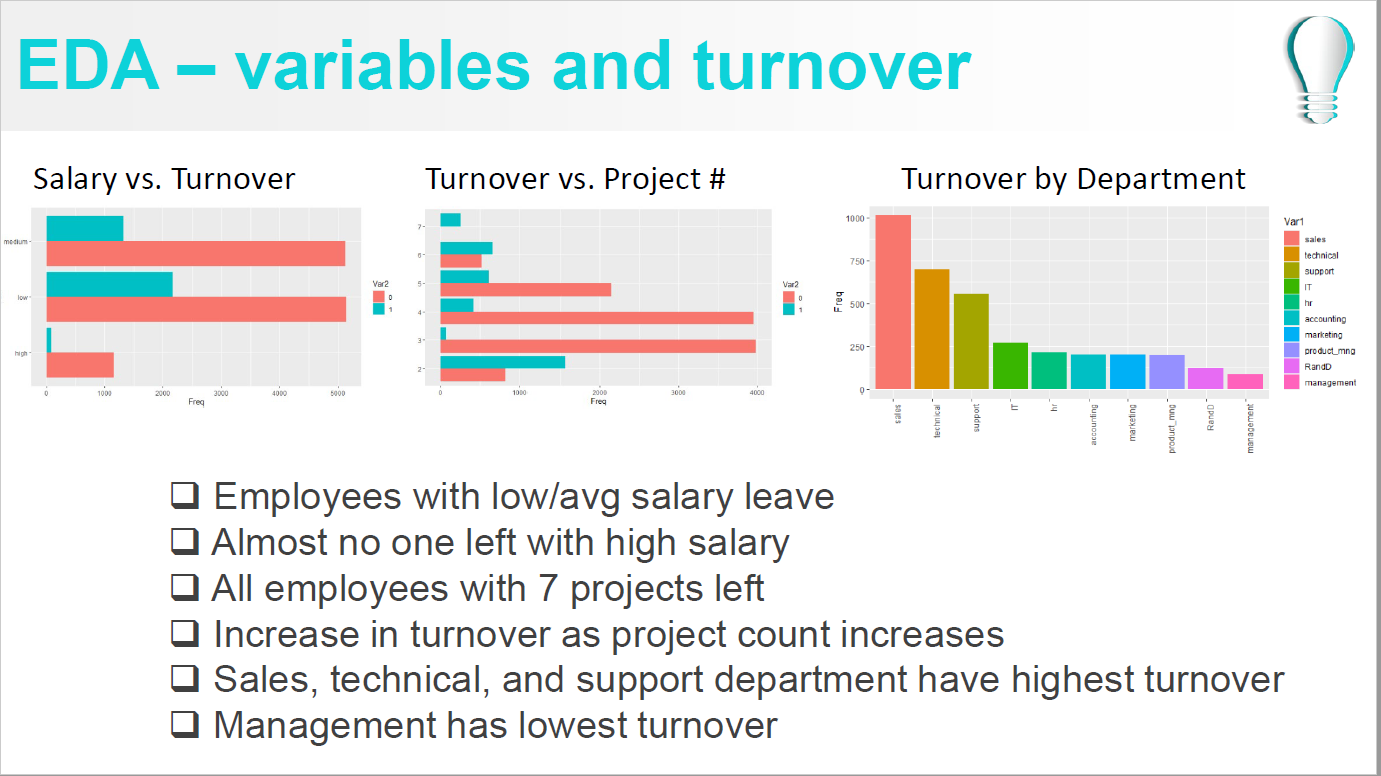 EDA – variables and turnover
Salary vs. Turnover
medium
low
high
0 1000 2000 3000 4000 5000
Freq
Var2
0
1
Turnover vs. Project #
7
6
5
4
3
2
0 1000 2000 3000 4000
Freq
Var2
0
1
Turnover by Department
Freq
1000
750
500
250
0
sales
technical
support
IT
hr
accounting
marketing
product_mng
RandD
management
Var1
sales
technical
support
IT
hr
accounting
marketing
product_mng
RandD
management
Employees with low/avg salary leave
Almost no one left with high salary
All employees with 7 projects left
Increase in turnover as project count increases
Sales, technical, and support department have highest turnover
Management has lowest turnover